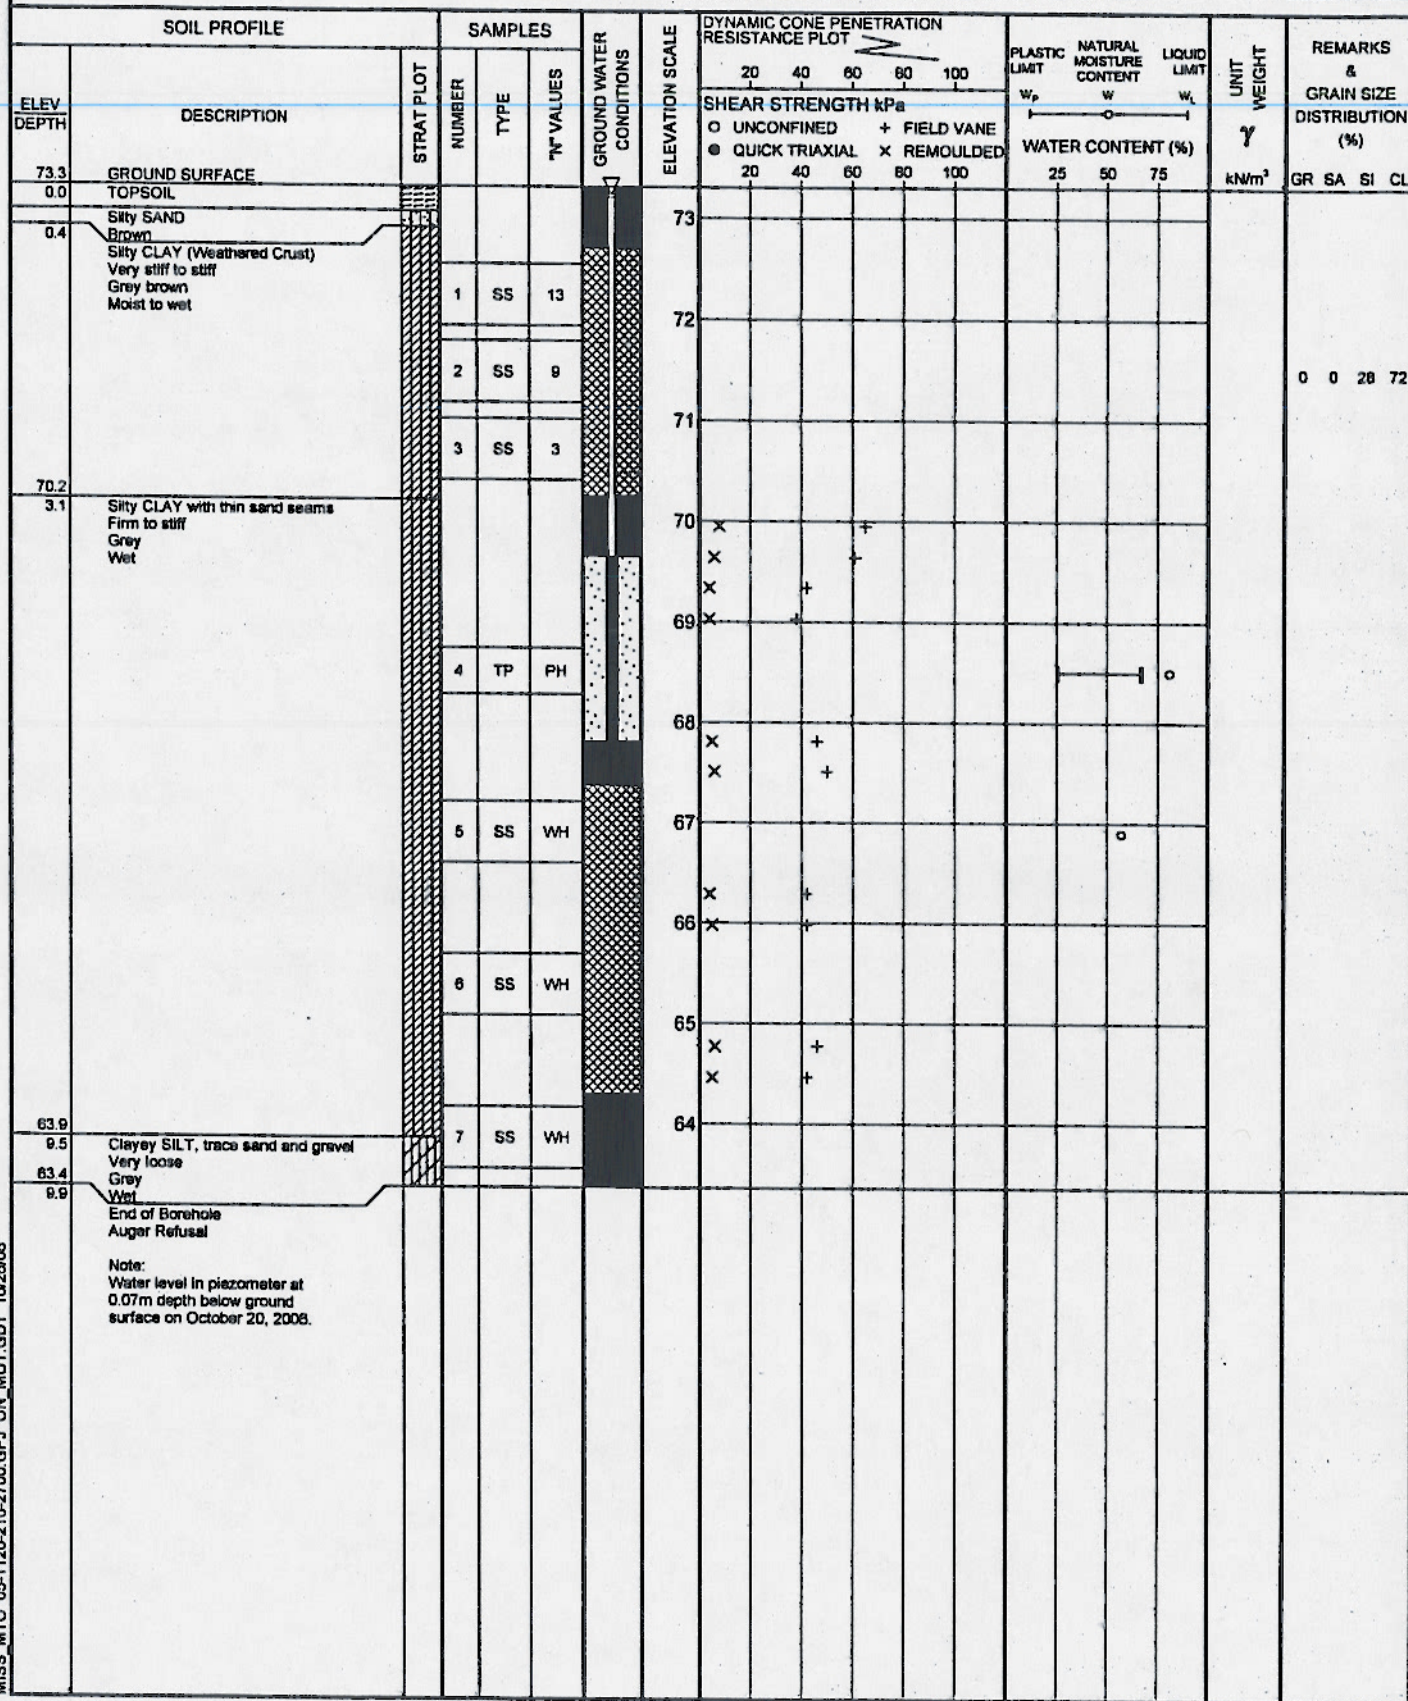 SOIL PROFILE
SAMPLES
GROUND WATER CONDITIONS
ELEVATION SCALE
DYNAMIC CONE PENETRATION
RESISTANCE PLOT
20 40 60 80 100
SHEAR STRENGTH kPa
O UNCONFINED + FIELD VANE
● QUICK TRIAXIAL × REMOULDED
PLASTIC LIMIT
NATURAL MOISTURE CONTENT
LIQUID LIMIT
WP W WL
WATER CONTENT (%)
25 50 75
UNIT WEIGHT
γ
kN/m³
REMARKS
&
GRAIN SIZE
DISTRIBUTION
(%)
GR SA SI CL
ELEV
DEPTH
DESCRIPTION
STRAT PLOT
NUMBER
TYPE
"N" VALUES
73.3 GROUND SURFACE
0.0 TOPSOIL
Silty SAND
0.4 Brown
Silty CLAY (Weathered Crust)
Very stiff to stiff
Grey brown
Moist to wet
73
1 SS 13
72
2 SS 9
0 0 28 72
71
3 SS 3
70.2
3.1 Silty CLAY with thin sand seams
Firm to stiff
Grey
Wet
70
69
4 TP PH
68
5 SS WH
67
66
6 SS WH
65
64
7 SS WH
63.9
9.5 Clayey SILT, trace sand and gravel
Very loose
63.4 Grey
9.9 Wet
End of Borehole
Auger Refusal
Note:
Water level in piezometer at
0.07m depth below ground
surface on October 20, 2006.